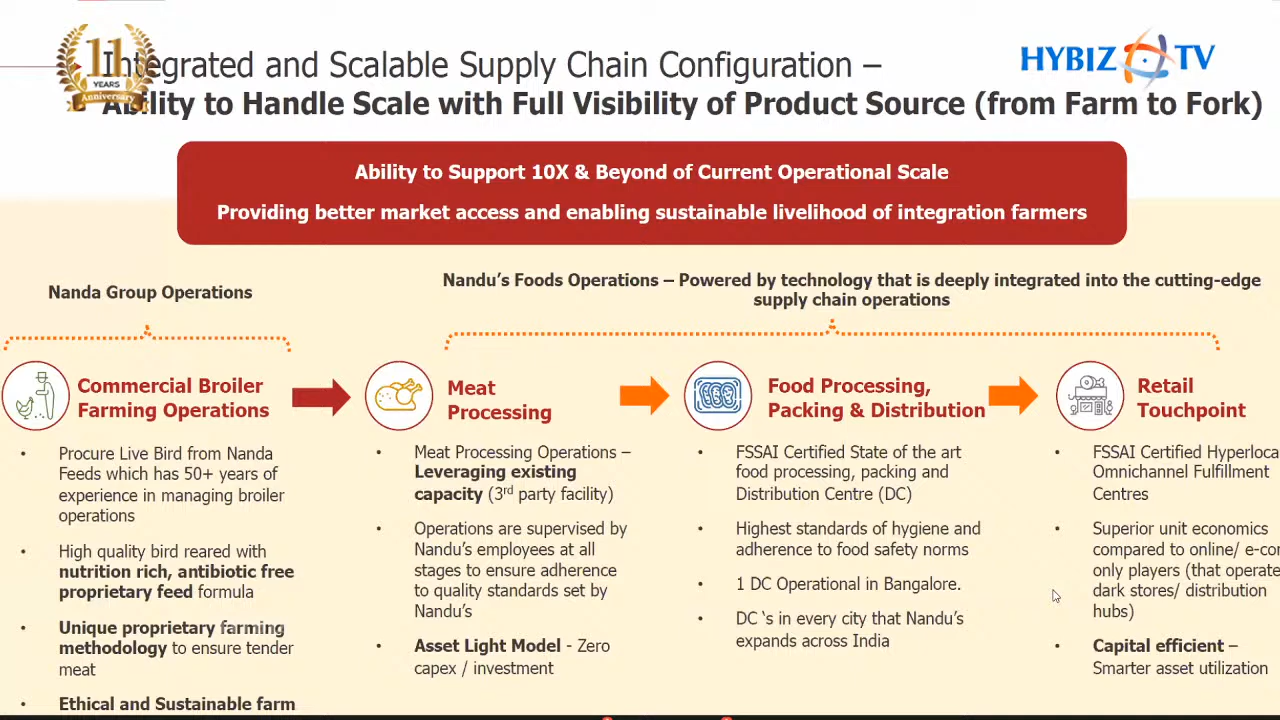 11
YEARS
Anniversary
HYBIZ TV
Integrated and Scalable Supply Chain Configuration –
Ability to Handle Scale with Full Visibility of Product Source (from Farm to Fork)
Ability to Support 10X & Beyond of Current Operational Scale
Providing better market access and enabling sustainable livelihood of integration farmers
Nanda Group Operations
Nandu’s Foods Operations – Powered by technology that is deeply integrated into the cutting-edge
supply chain operations
Commercial Broiler
Farming Operations
• Procure Live Bird from Nanda
Feeds which has 50+ years of
experience in managing broiler
operations
• High quality bird reared with
nutrition rich, antibiotic free
proprietary feed formula
• Unique proprietary farming
methodology to ensure tender
meat
• Ethical and Sustainable farm
Meat
Processing
• Meat Processing Operations –
Leveraging existing
capacity (3rd party facility)
• Operations are supervised by
Nandu’s employees at all
stages to ensure adherence
to quality standards set by
Nandu’s
• Asset Light Model - Zero
capex / investment
Food Processing,
Packing & Distribution
• FSSAI Certified State of the art
food processing, packing and
Distribution Centre (DC)
• Highest standards of hygiene and
adherence to food safety norms
• 1 DC Operational in Bangalore.
• DC ‘s in every city that Nandu’s
expands across India
Retail
Touchpoint
• FSSAI Certified Hyperloca
Omnichannel Fulfillment
Centres
• Superior unit economics
compared to online/ e-co
only players (that operate
dark stores/ distribution
hubs)
• Capital efficient –
Smarter asset utilization